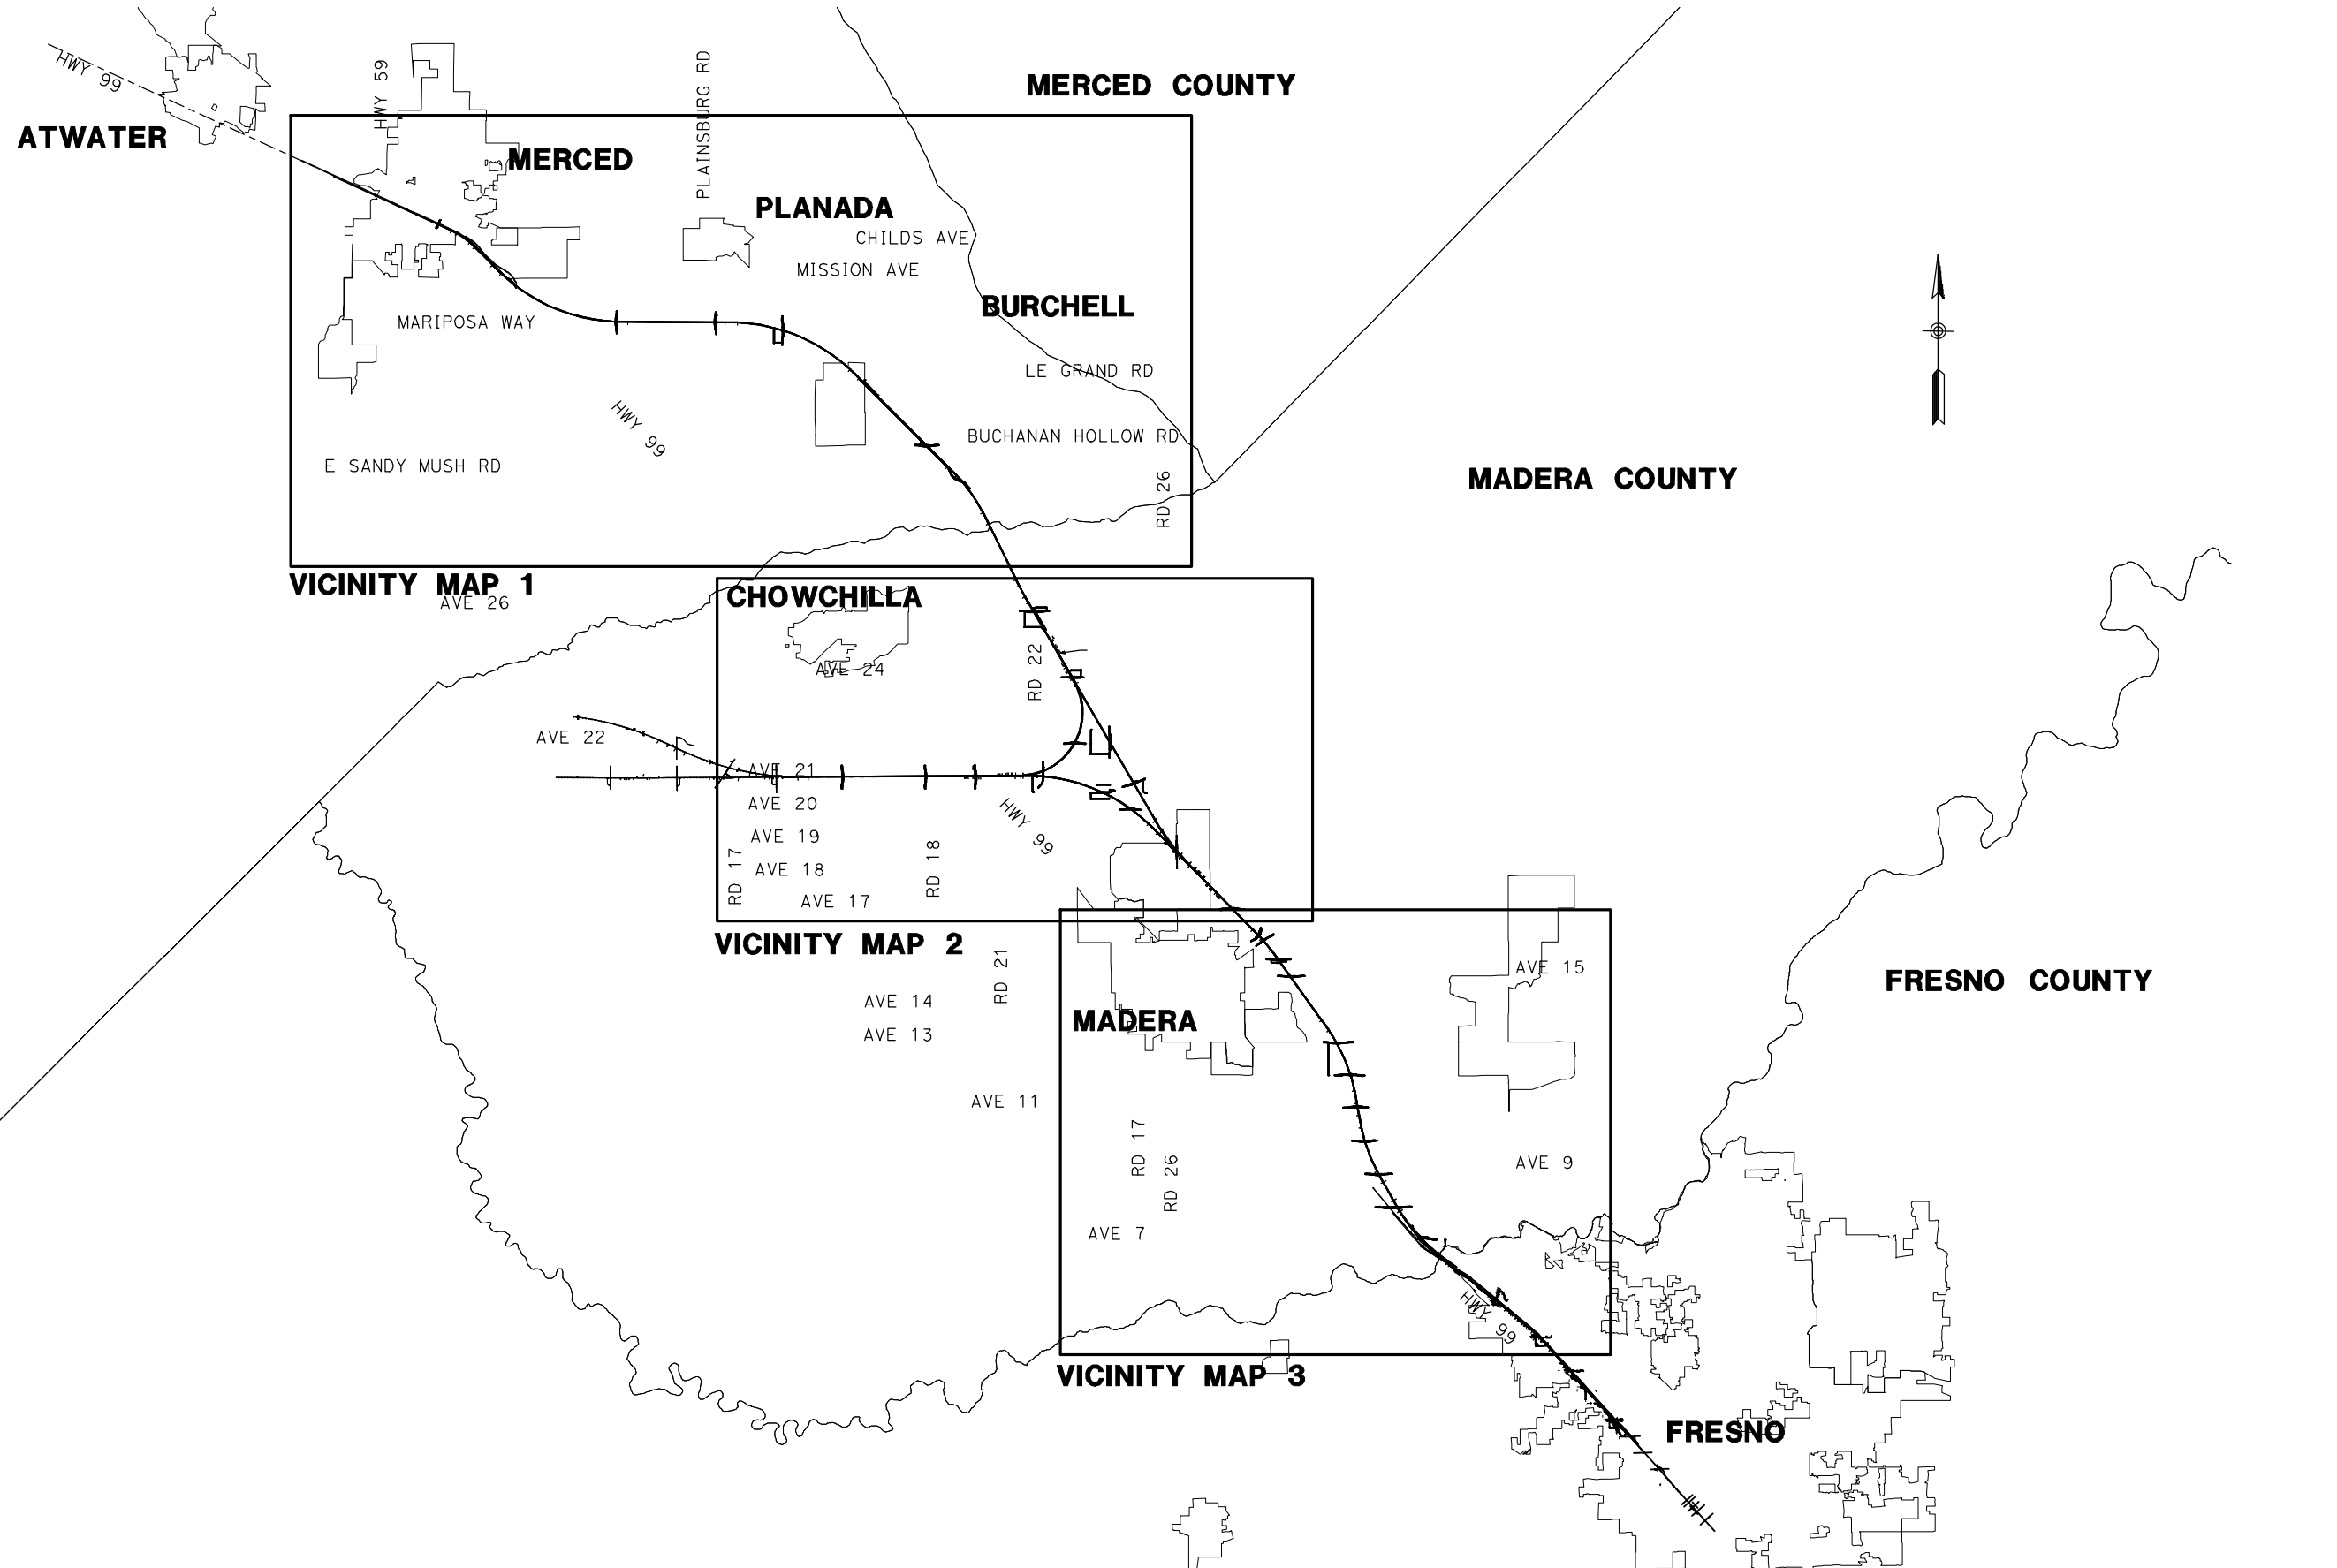 HWY 99
HWY 59
PLAINSBURG RD
MERCED COUNTY
ATWATER
MERCED
PLANADA
CHILDS AVE
MISSION AVE
BURCHELL
MARIPOSA WAY
LE GRAND RD
HWY 99
BUCHANAN HOLLOW RD
E SANDY MUSH RD
RD 26
MADERA COUNTY
VICINITY MAP 1
AVE 26
CHOWCHILLA
AVE 24
RD 22
AVE 22
AVE 21
AVE 20
HWY 99
AVE 19
RD 17
AVE 18
RD 18
AVE 17
VICINITY MAP 2
RD 21
AVE 15
FRESNO COUNTY
AVE 14
MADERA
AVE 13
AVE 11
RD 17
RD 26
AVE 9
AVE 7
HWY 99
VICINITY MAP 3
FRESNO